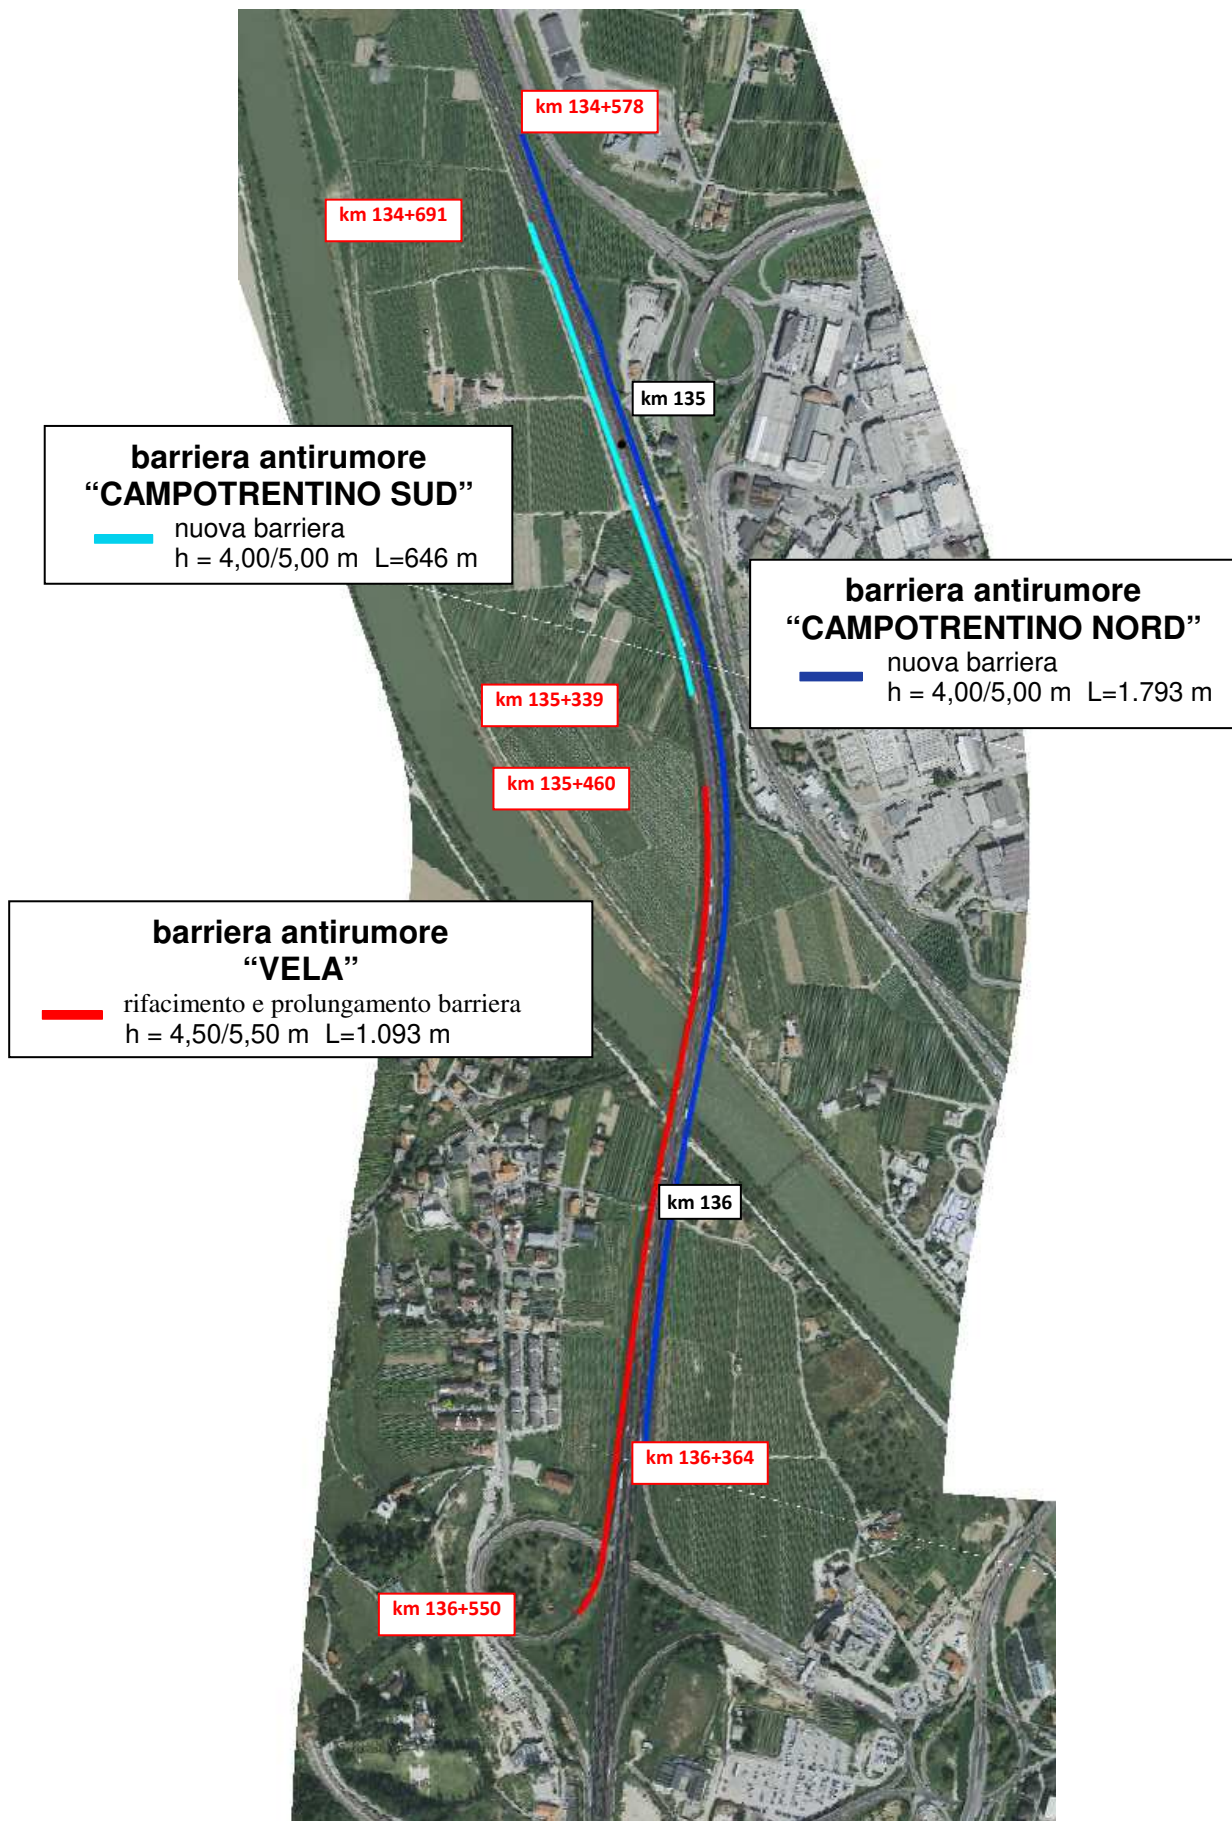 km 134+578
km 134+691
km 135
barriera antirumore
“CAMPOTRENTINO SUD”
nuova barriera
h = 4,00/5,00 m  L=646 m
barriera antirumore
“CAMPOTRENTINO NORD”
nuova barriera
h = 4,00/5,00 m  L=1.793 m
km 135+339
km 135+460
barriera antirumore
“VELA”
rifacimento e prolungamento barriera
h = 4,50/5,50 m  L=1.093 m
km 136
km 136+364
km 136+550